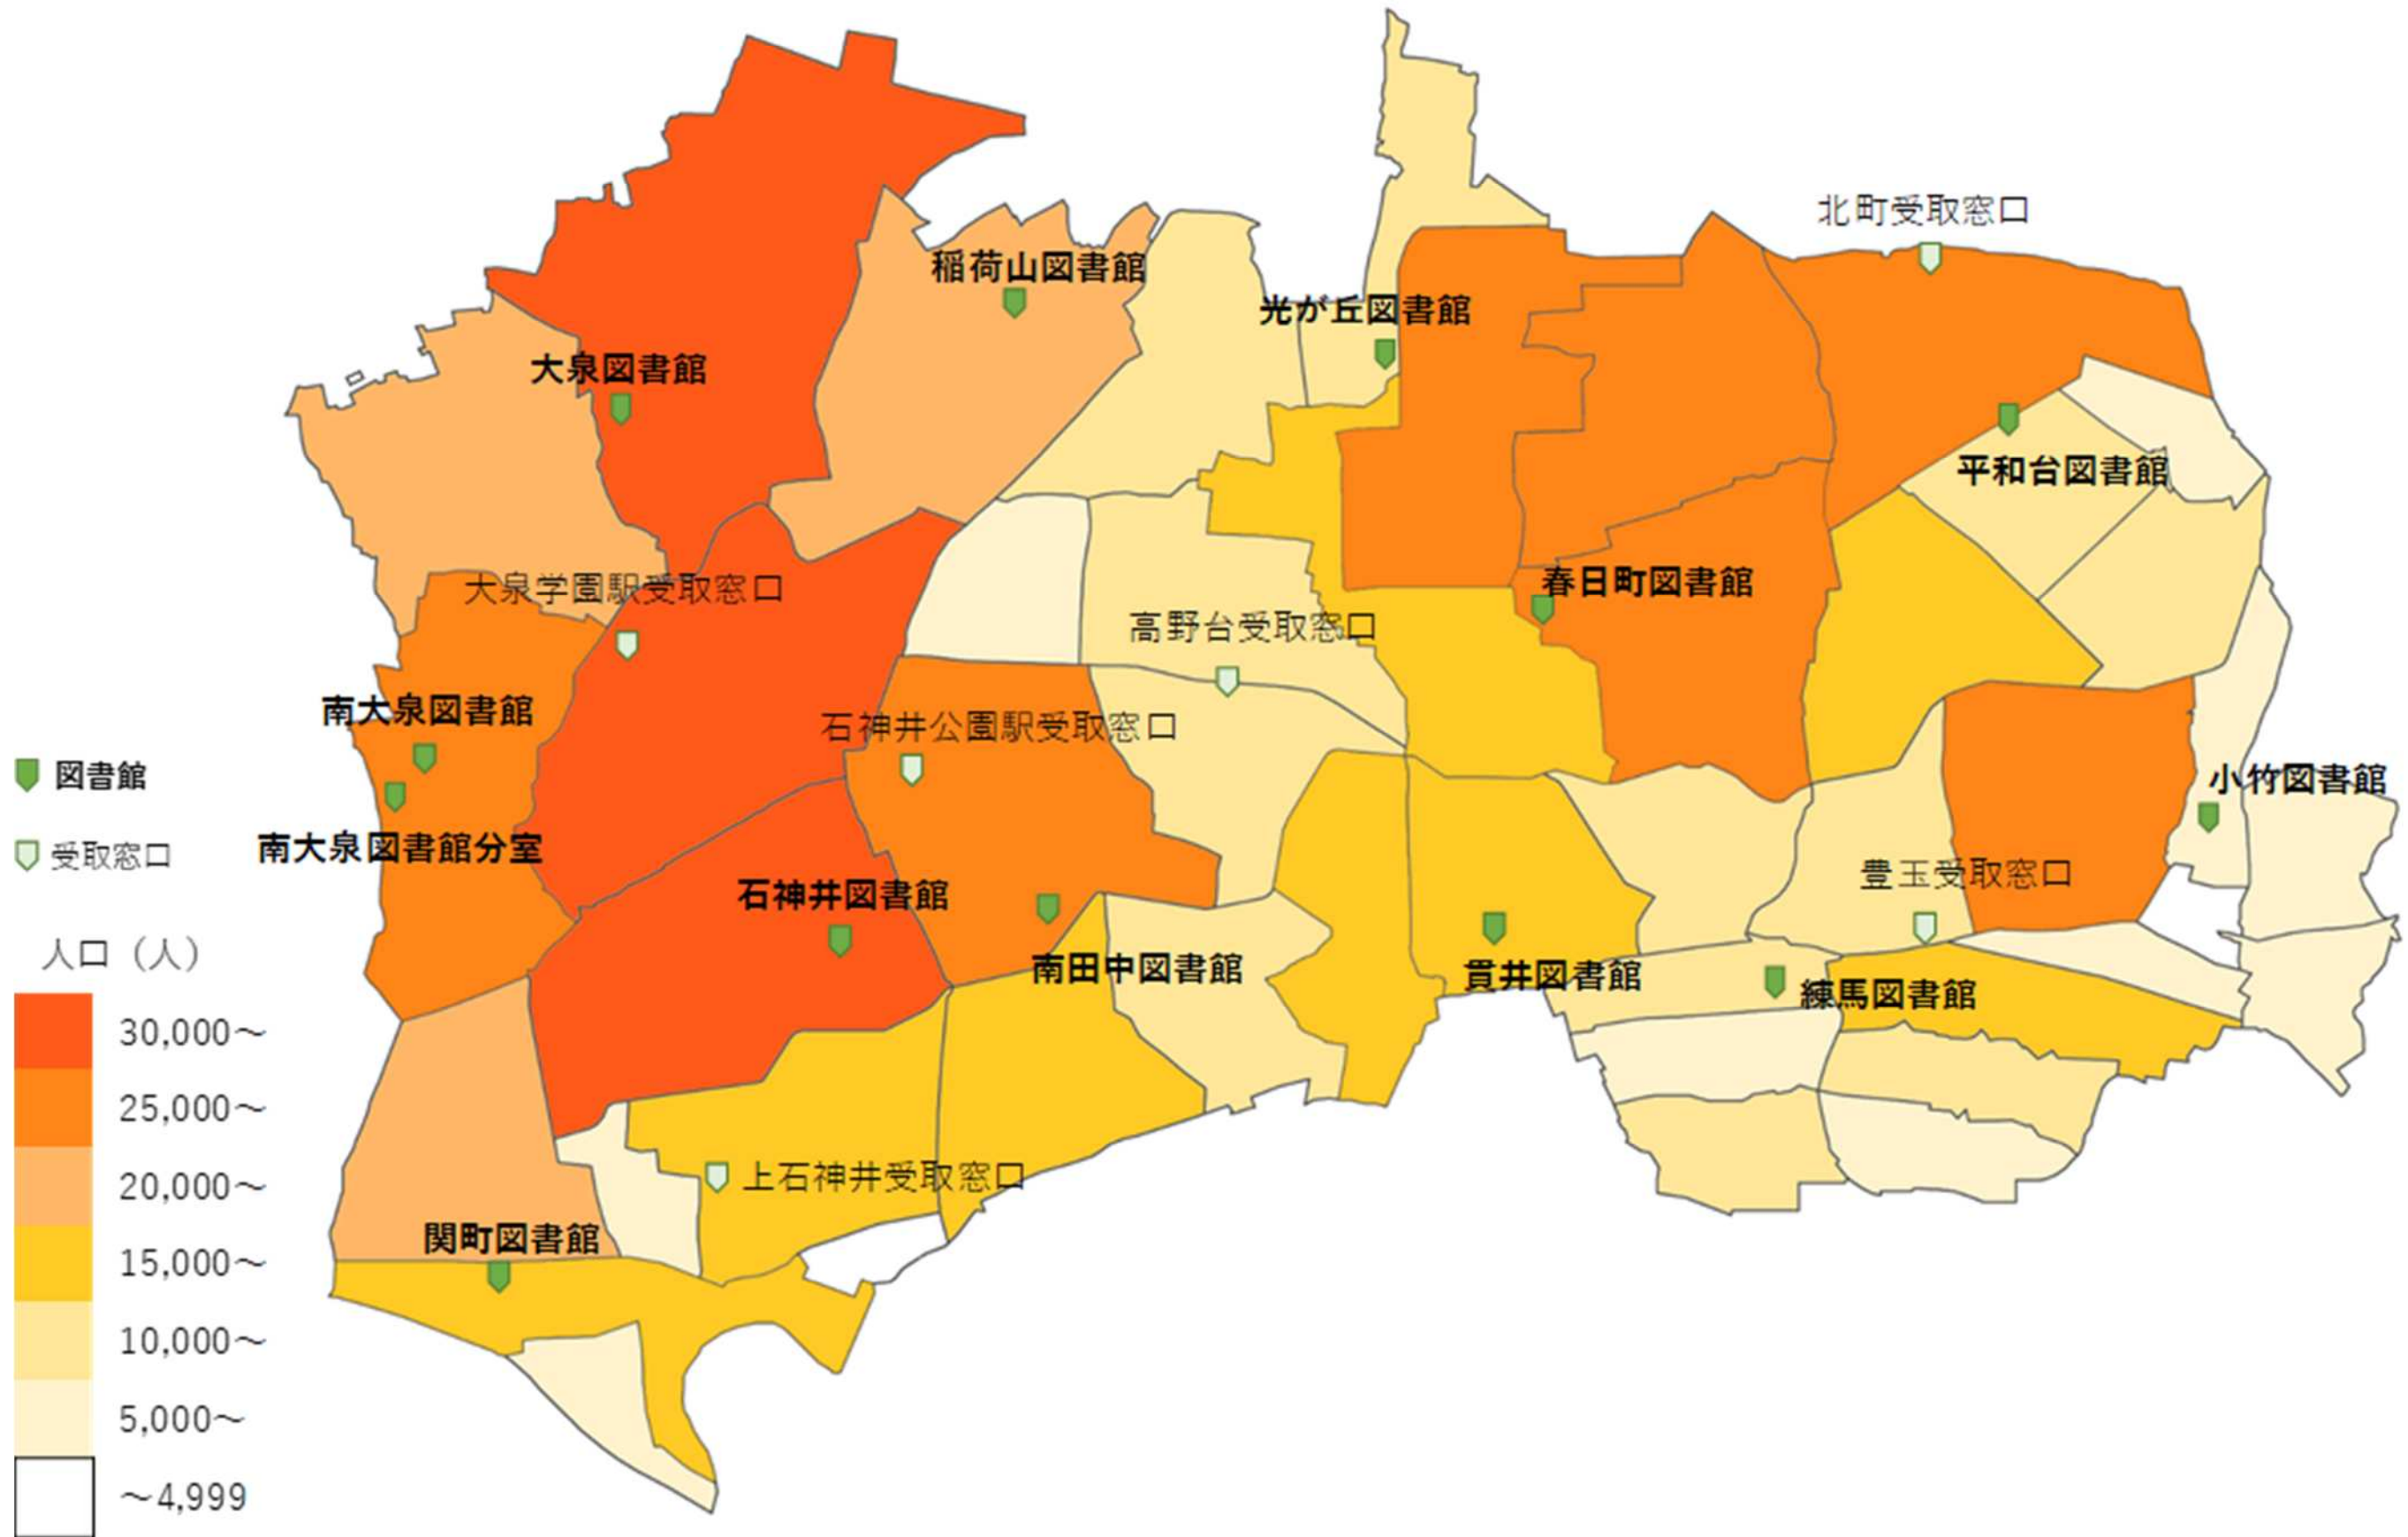 北町受取窓口
稲荷山図書館
光が丘図書館
大泉図書館
平和台図書館
大泉学園駅受取窓口
春日町図書館
高野台受取窓口
南大泉図書館
石神井公園駅受取窓口
図書館
小竹図書館
南大泉図書館分室
受取窓口
豊玉受取窓口
石神井図書館
人口（人）
南田中図書館
貫井図書館
練馬図書館
30,000～
25,000～
20,000～
上石神井受取窓口
関町図書館
15,000～
10,000～
5,000～
～4,999